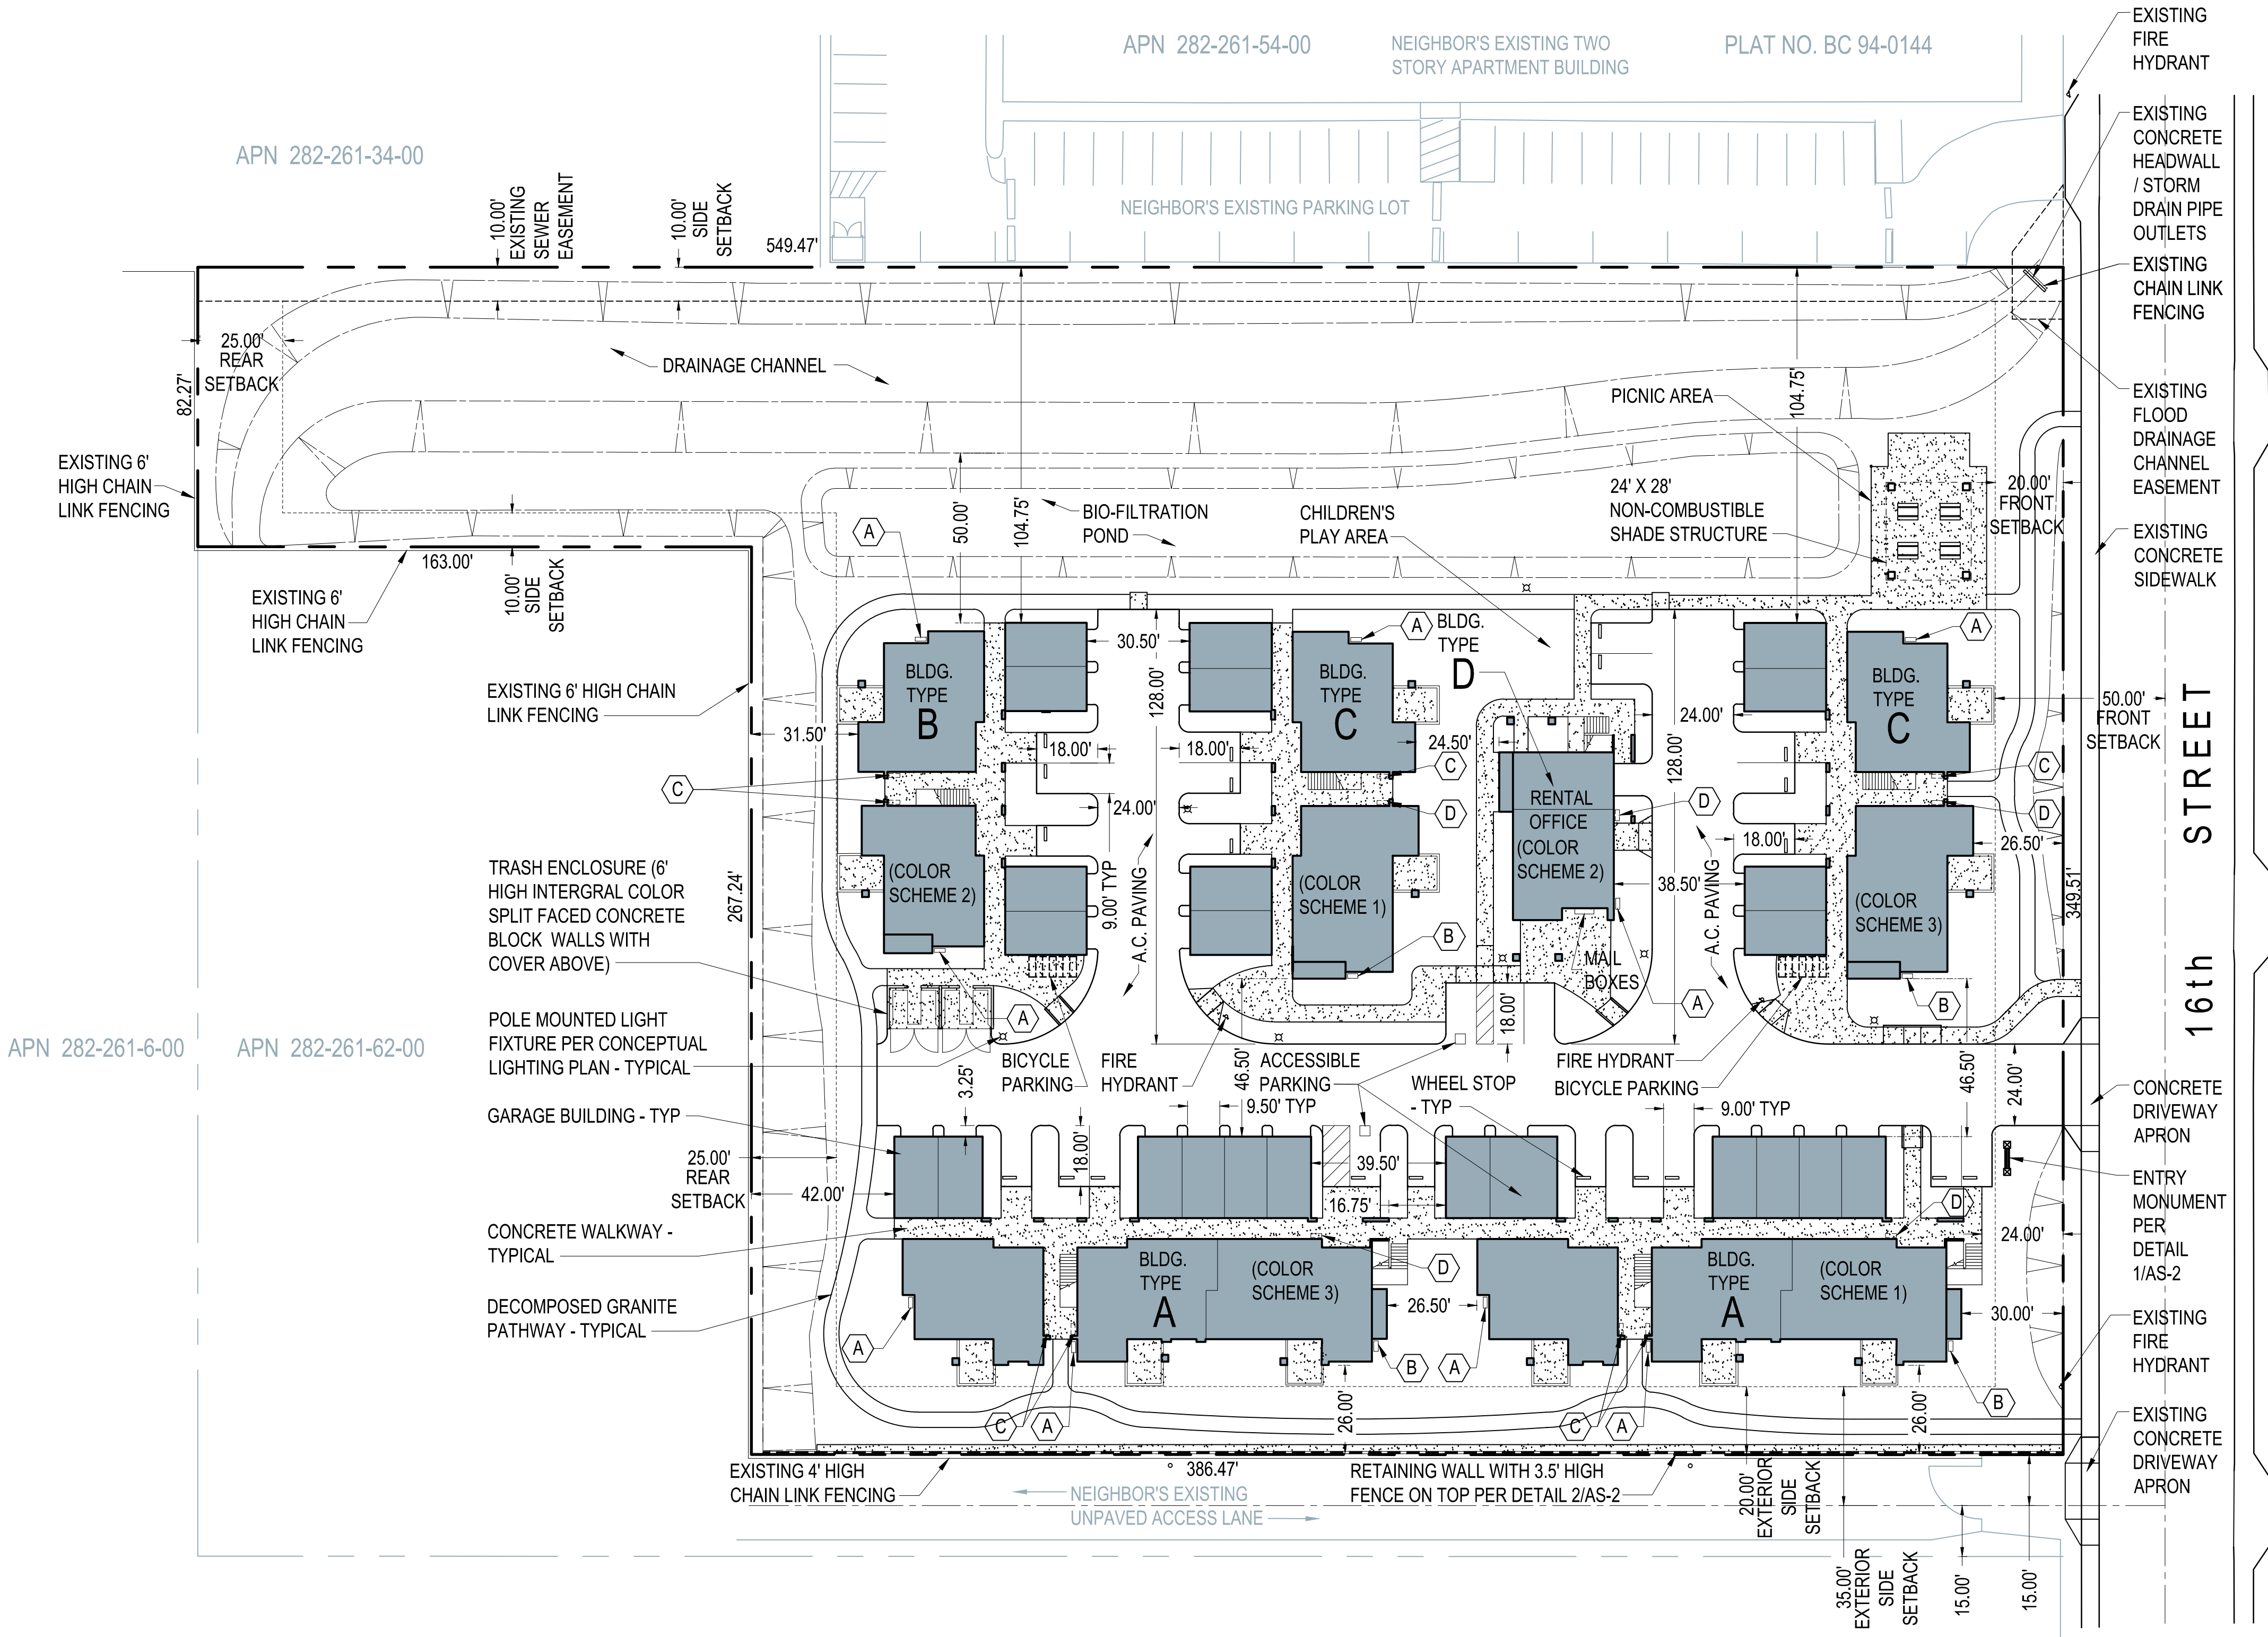 APN 282-261-54-00
NEIGHBOR'S EXISTING TWO
STORY APARTMENT BUILDING
PLAT NO. BC 94-0144
EXISTING
FIRE
HYDRANT
EXISTING
CONCRETE
HEADWALL
/ STORM
DRAIN PIPE
OUTLETS
EXISTING
CHAIN LINK
FENCING
APN 282-261-34-00
NEIGHBOR'S EXISTING PARKING LOT
10.00'
EXISTING
SEWER
EASEMENT
10.00'
SIDE
SETBACK
549.47'
25.00'
REAR
SETBACK
82.27'
DRAINAGE CHANNEL
104.75'
PICNIC AREA
EXISTING
FLOOD
DRAINAGE
CHANNEL
EASEMENT
EXISTING 6'
HIGH CHAIN
LINK FENCING
50.00'
104.75'
BIO-FILTRATION
POND
CHILDREN'S
PLAY AREA
24' X 28'
NON-COMBUSTIBLE
SHADE STRUCTURE
20.00'
FRONT
SETBACK
EXISTING
CONCRETE
SIDEWALK
A
163.00'
10.00'
SIDE
SETBACK
EXISTING 6'
HIGH CHAIN
LINK FENCING
EXISTING 6' HIGH CHAIN
LINK FENCING
BLDG.
TYPE
B
30.50'
128.00'
BLDG.
TYPE
C
A
BLDG.
TYPE
D
A
BLDG.
TYPE
C
50.00'
FRONT
SETBACK
16th STREET
31.50'
18.00'
18.00'
24.50'
24.00'
128.00'
C
C
C
24.00'
D
RENTAL
OFFICE
(COLOR
SCHEME 2)
D
18.00'
D
26.50'
TRASH ENCLOSURE (6'
HIGH INTERGRAL COLOR
SPLIT FACED CONCRETE
BLOCK WALLS WITH
COVER ABOVE)
267.24'
(COLOR
SCHEME 2)
9.00' TYP
A.C. PAVING
(COLOR
SCHEME 1)
38.50'
A.C. PAVING
(COLOR
SCHEME 3)
349.51'
B
MAIL
BOXES
A
A
B
POLE MOUNTED LIGHT
FIXTURE PER CONCEPTUAL
LIGHTING PLAN - TYPICAL
APN 282-261-6-00
APN 282-261-62-00
3.25'
BICYCLE
PARKING
FIRE
HYDRANT
46.50'
ACCESSIBLE
PARKING
18.00'
WHEEL STOP
- TYP
FIRE HYDRANT
BICYCLE PARKING
46.50'
24.00'
CONCRETE
DRIVEWAY
APRON
GARAGE BUILDING - TYP
9.50' TYP
9.00' TYP
25.00'
REAR
SETBACK
42.00'
18.00'
39.50'
16.75'
D
24.00'
ENTRY
MONUMENT
PER
DETAIL
1/AS-2
CONCRETE WALKWAY -
TYPICAL
BLDG.
TYPE
A
(COLOR
SCHEME 3)
D
BLDG.
TYPE
A
(COLOR
SCHEME 1)
DECOMPOSED GRANITE
PATHWAY - TYPICAL
26.50'
30.00'
EXISTING
FIRE
HYDRANT
A
B
A
B
C
A
26.00'
C
A
26.00'
EXISTING
CONCRETE
DRIVEWAY
APRON
EXISTING 4' HIGH
CHAIN LINK FENCING
386.47'
RETAINING WALL WITH 3.5' HIGH
FENCE ON TOP PER DETAIL 2/AS-2
NEIGHBOR'S EXISTING
UNPAVED ACCESS LANE
20.00'
EXTERIOR
SIDE
SETBACK
35.00'
EXTERIOR
SIDE
SETBACK
15.00'
15.00'